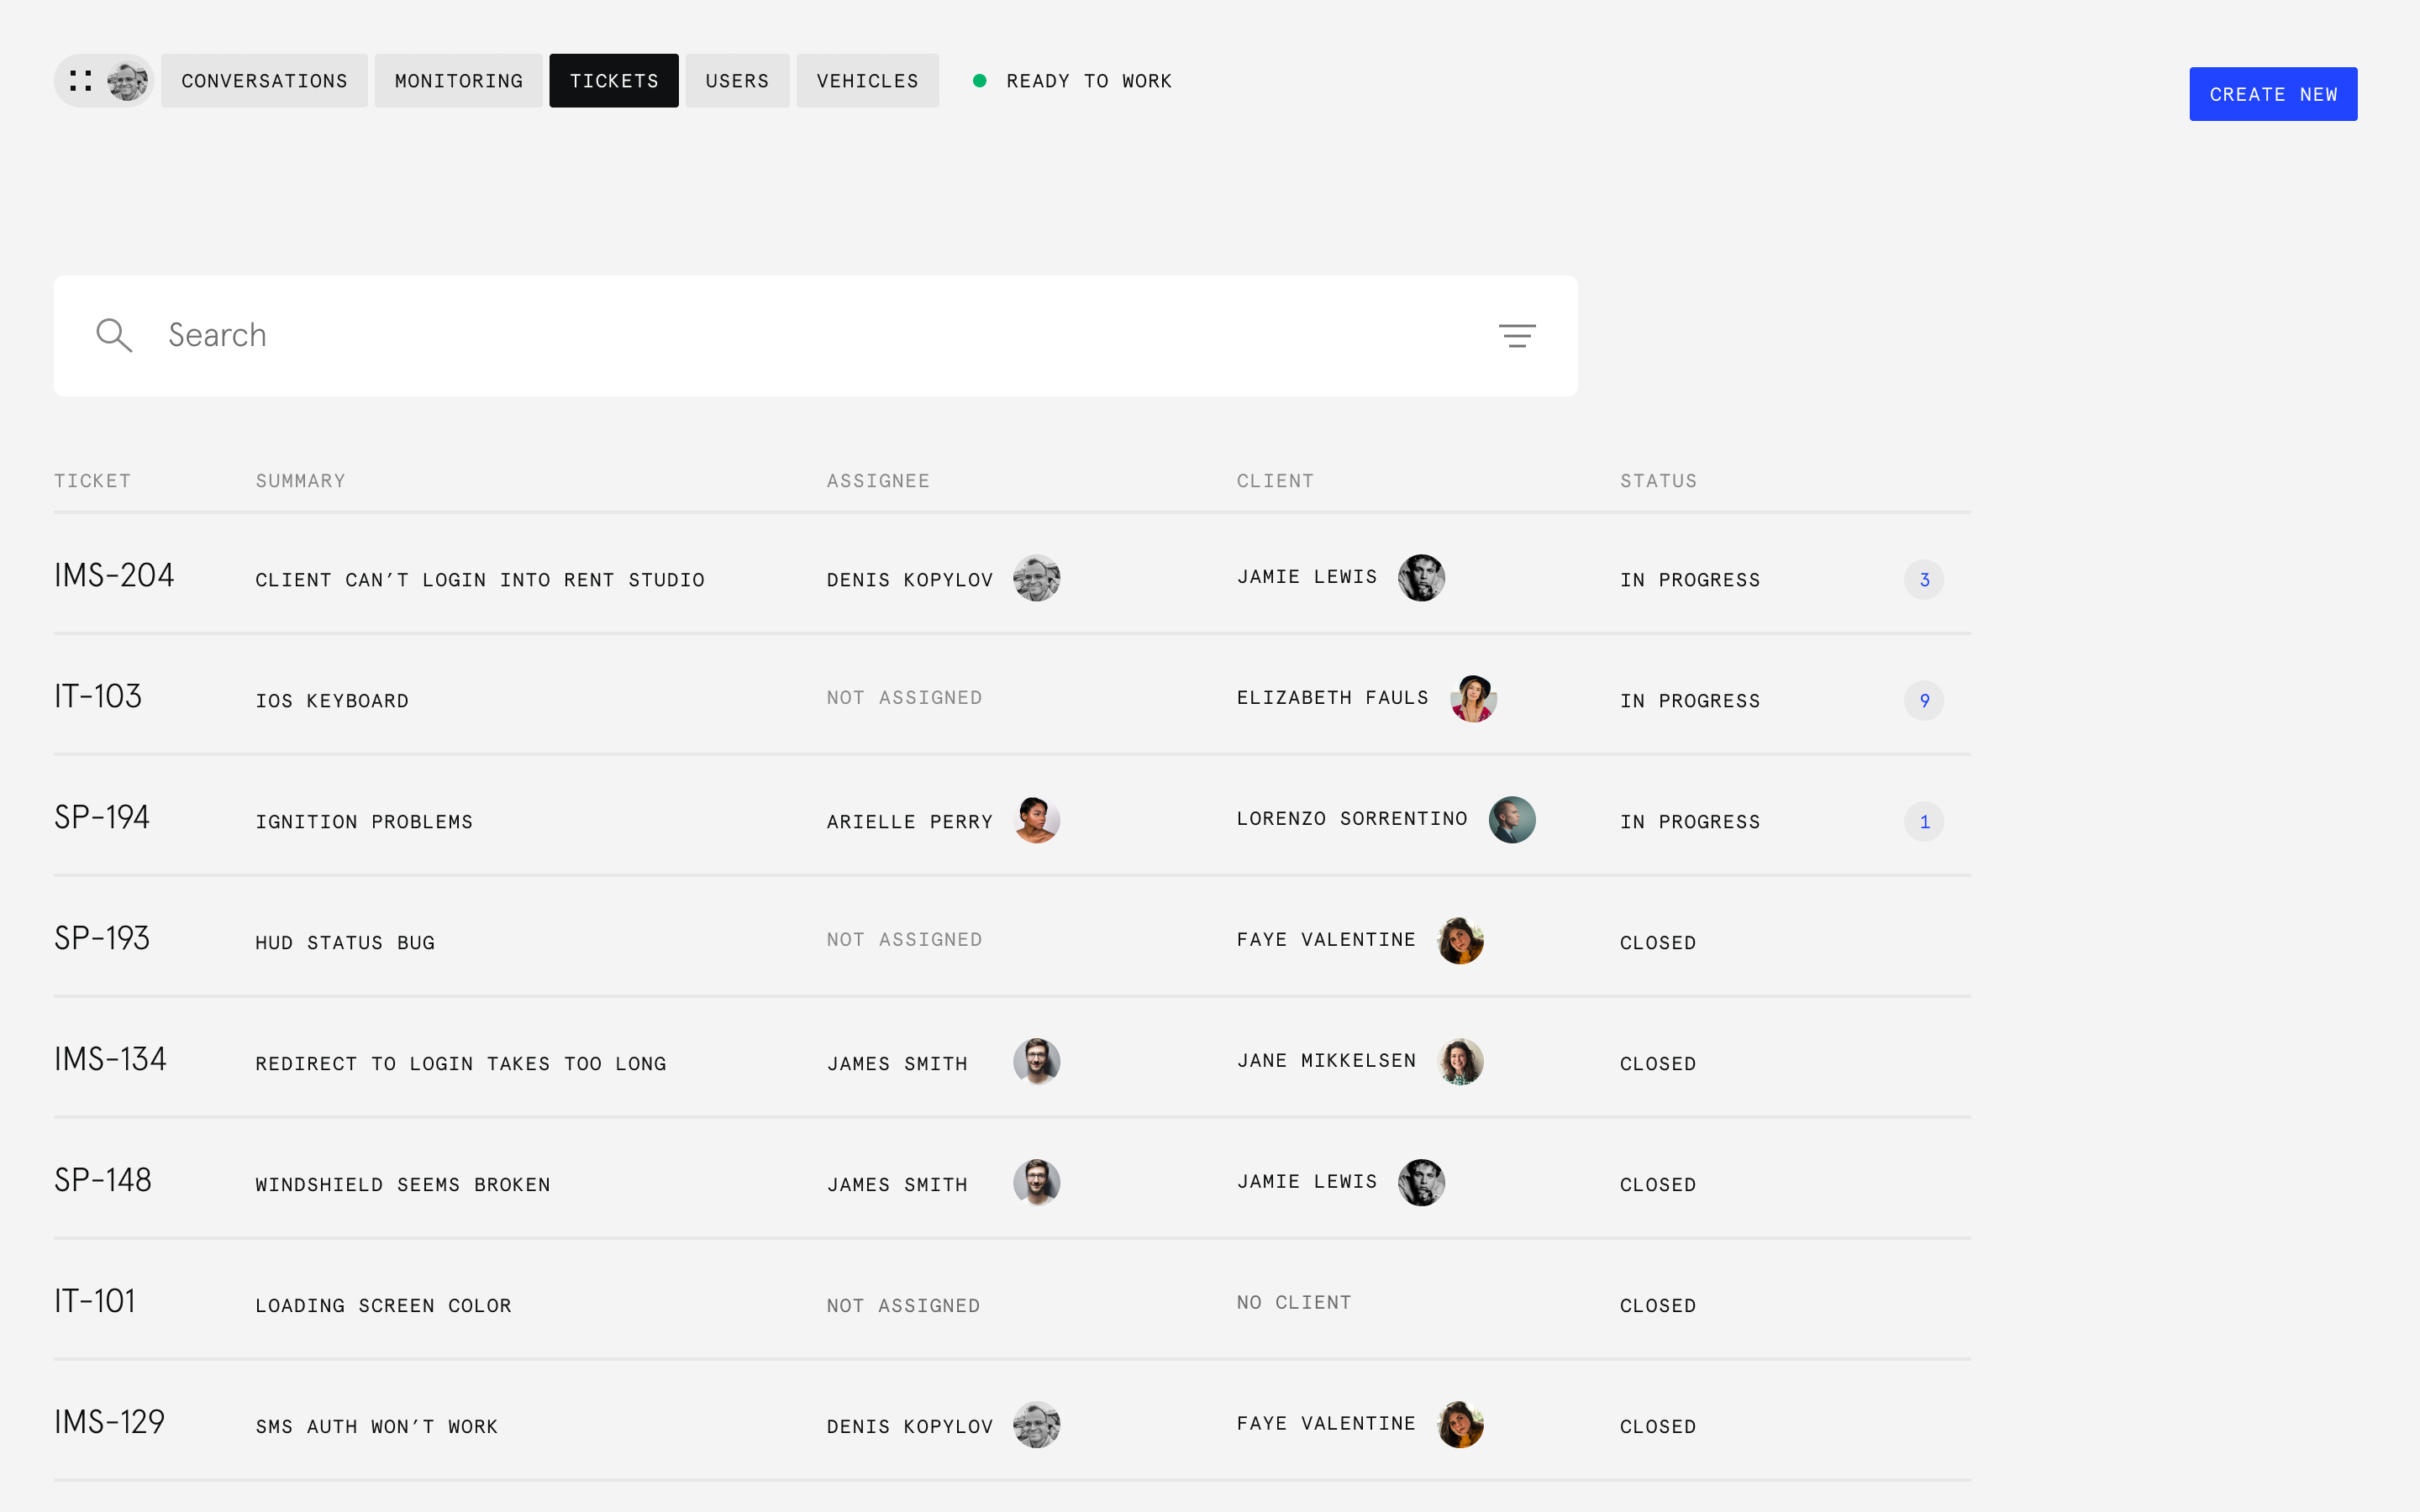 CONVERSATIONS MONITORING TICKETS USERS VEHICLES READY TO WORK
CREATE NEW
Search
TICKET SUMMARY ASSIGNEE CLIENT STATUS
IMS-204 CLIENT CAN’T LOGIN INTO RENT STUDIO DENIS KOPYLOV JAMIE LEWIS IN PROGRESS 3
IT-103 IOS KEYBOARD NOT ASSIGNED ELIZABETH FAULS IN PROGRESS 9
SP-194 IGNITION PROBLEMS ARIELLE PERRY LORENZO SORRENTINO IN PROGRESS 1
SP-193 HUD STATUS BUG NOT ASSIGNED FAYE VALENTINE CLOSED
IMS-134 REDIRECT TO LOGIN TAKES TOO LONG JAMES SMITH JANE MIKKELSEN CLOSED
SP-148 WINDSHIELD SEEMS BROKEN JAMES SMITH JAMIE LEWIS CLOSED
IT-101 LOADING SCREEN COLOR NOT ASSIGNED NO CLIENT CLOSED
IMS-129 SMS AUTH WON’T WORK DENIS KOPYLOV FAYE VALENTINE CLOSED